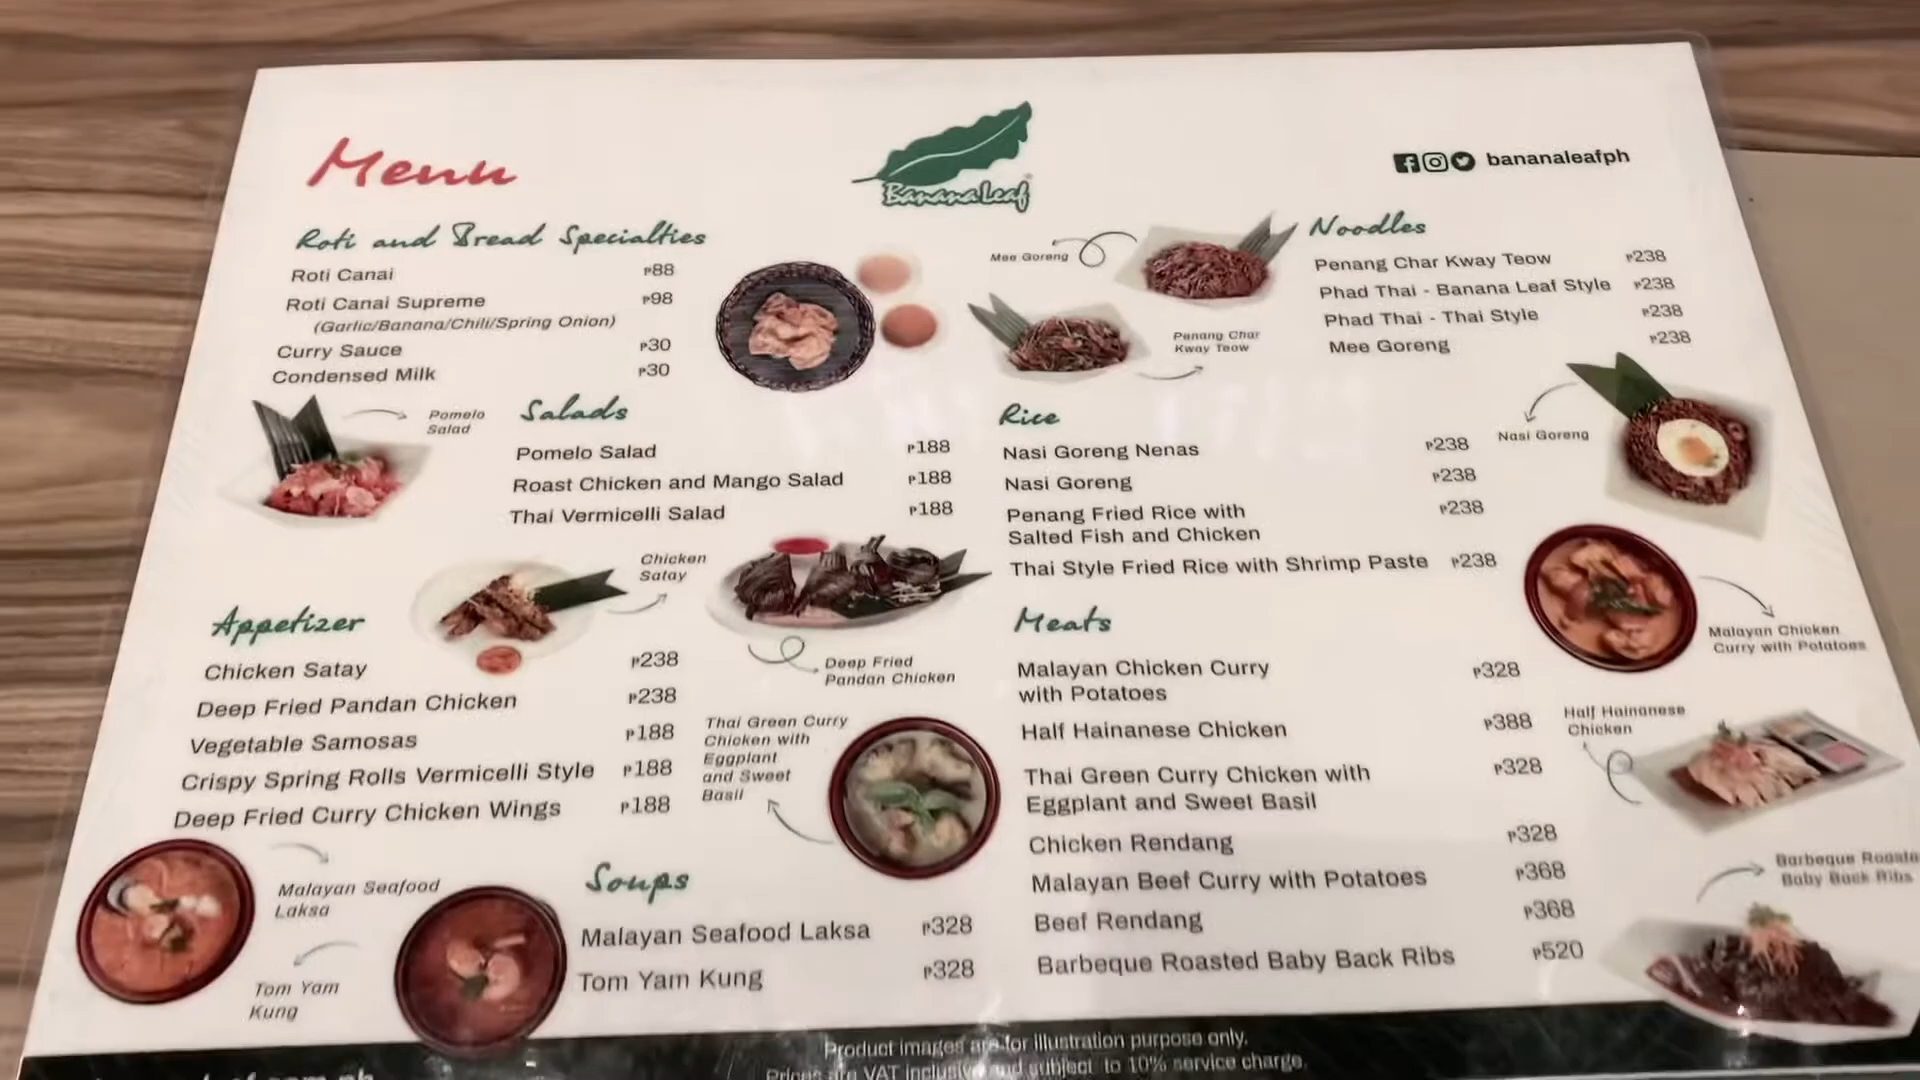 Menu
Banana Leaf
bananaleafph
Roti and Bread Specialties
Roti Canai ₱88
Roti Canai Supreme ₱98
(Garlic/Banana/Chili/Spring Onion)
Curry Sauce ₱30
Condensed Milk ₱30
Mee Goreng
Penang Char
Kway Teow
Noodles
Penang Char Kway Teow ₱238
Phad Thai - Banana Leaf Style ₱238
Phad Thai - Thai Style ₱238
Mee Goreng ₱238
Pomelo
Salad
Salads
Pomelo Salad ₱188
Roast Chicken and Mango Salad ₱188
Thai Vermicelli Salad ₱188
Rice
Nasi Goreng Nenas ₱238
Nasi Goreng ₱238
Penang Fried Rice with ₱238
Salted Fish and Chicken
Thai Style Fried Rice with Shrimp Paste ₱238
Nasi Goreng
Chicken
Satay
Deep Fried
Pandan Chicken
Appetizer
Chicken Satay ₱238
Deep Fried Pandan Chicken ₱238
Vegetable Samosas ₱188
Crispy Spring Rolls Vermicelli Style ₱188
Deep Fried Curry Chicken Wings ₱188
Thai Green Curry
Chicken with
Eggplant
and Sweet
Basil
Meats
Malayan Chicken Curry ₱328
with Potatoes
Half Hainanese Chicken ₱388
Thai Green Curry Chicken with ₱328
Eggplant and Sweet Basil
Chicken Rendang ₱328
Malayan Beef Curry with Potatoes ₱368
Beef Rendang ₱368
Barbeque Roasted Baby Back Ribs ₱520
Malayan Chicken
Curry with Potatoes
Half Hainanese
Chicken
Barbeque Roaste
Baby Back Ribs
Malayan Seafood
Laksa
Tom Yam
Kung
Soups
Malayan Seafood Laksa ₱328
Tom Yam Kung ₱328
Product images are for illustration purpose only.
Prices are VAT inclusive and subject to 10% service charge.